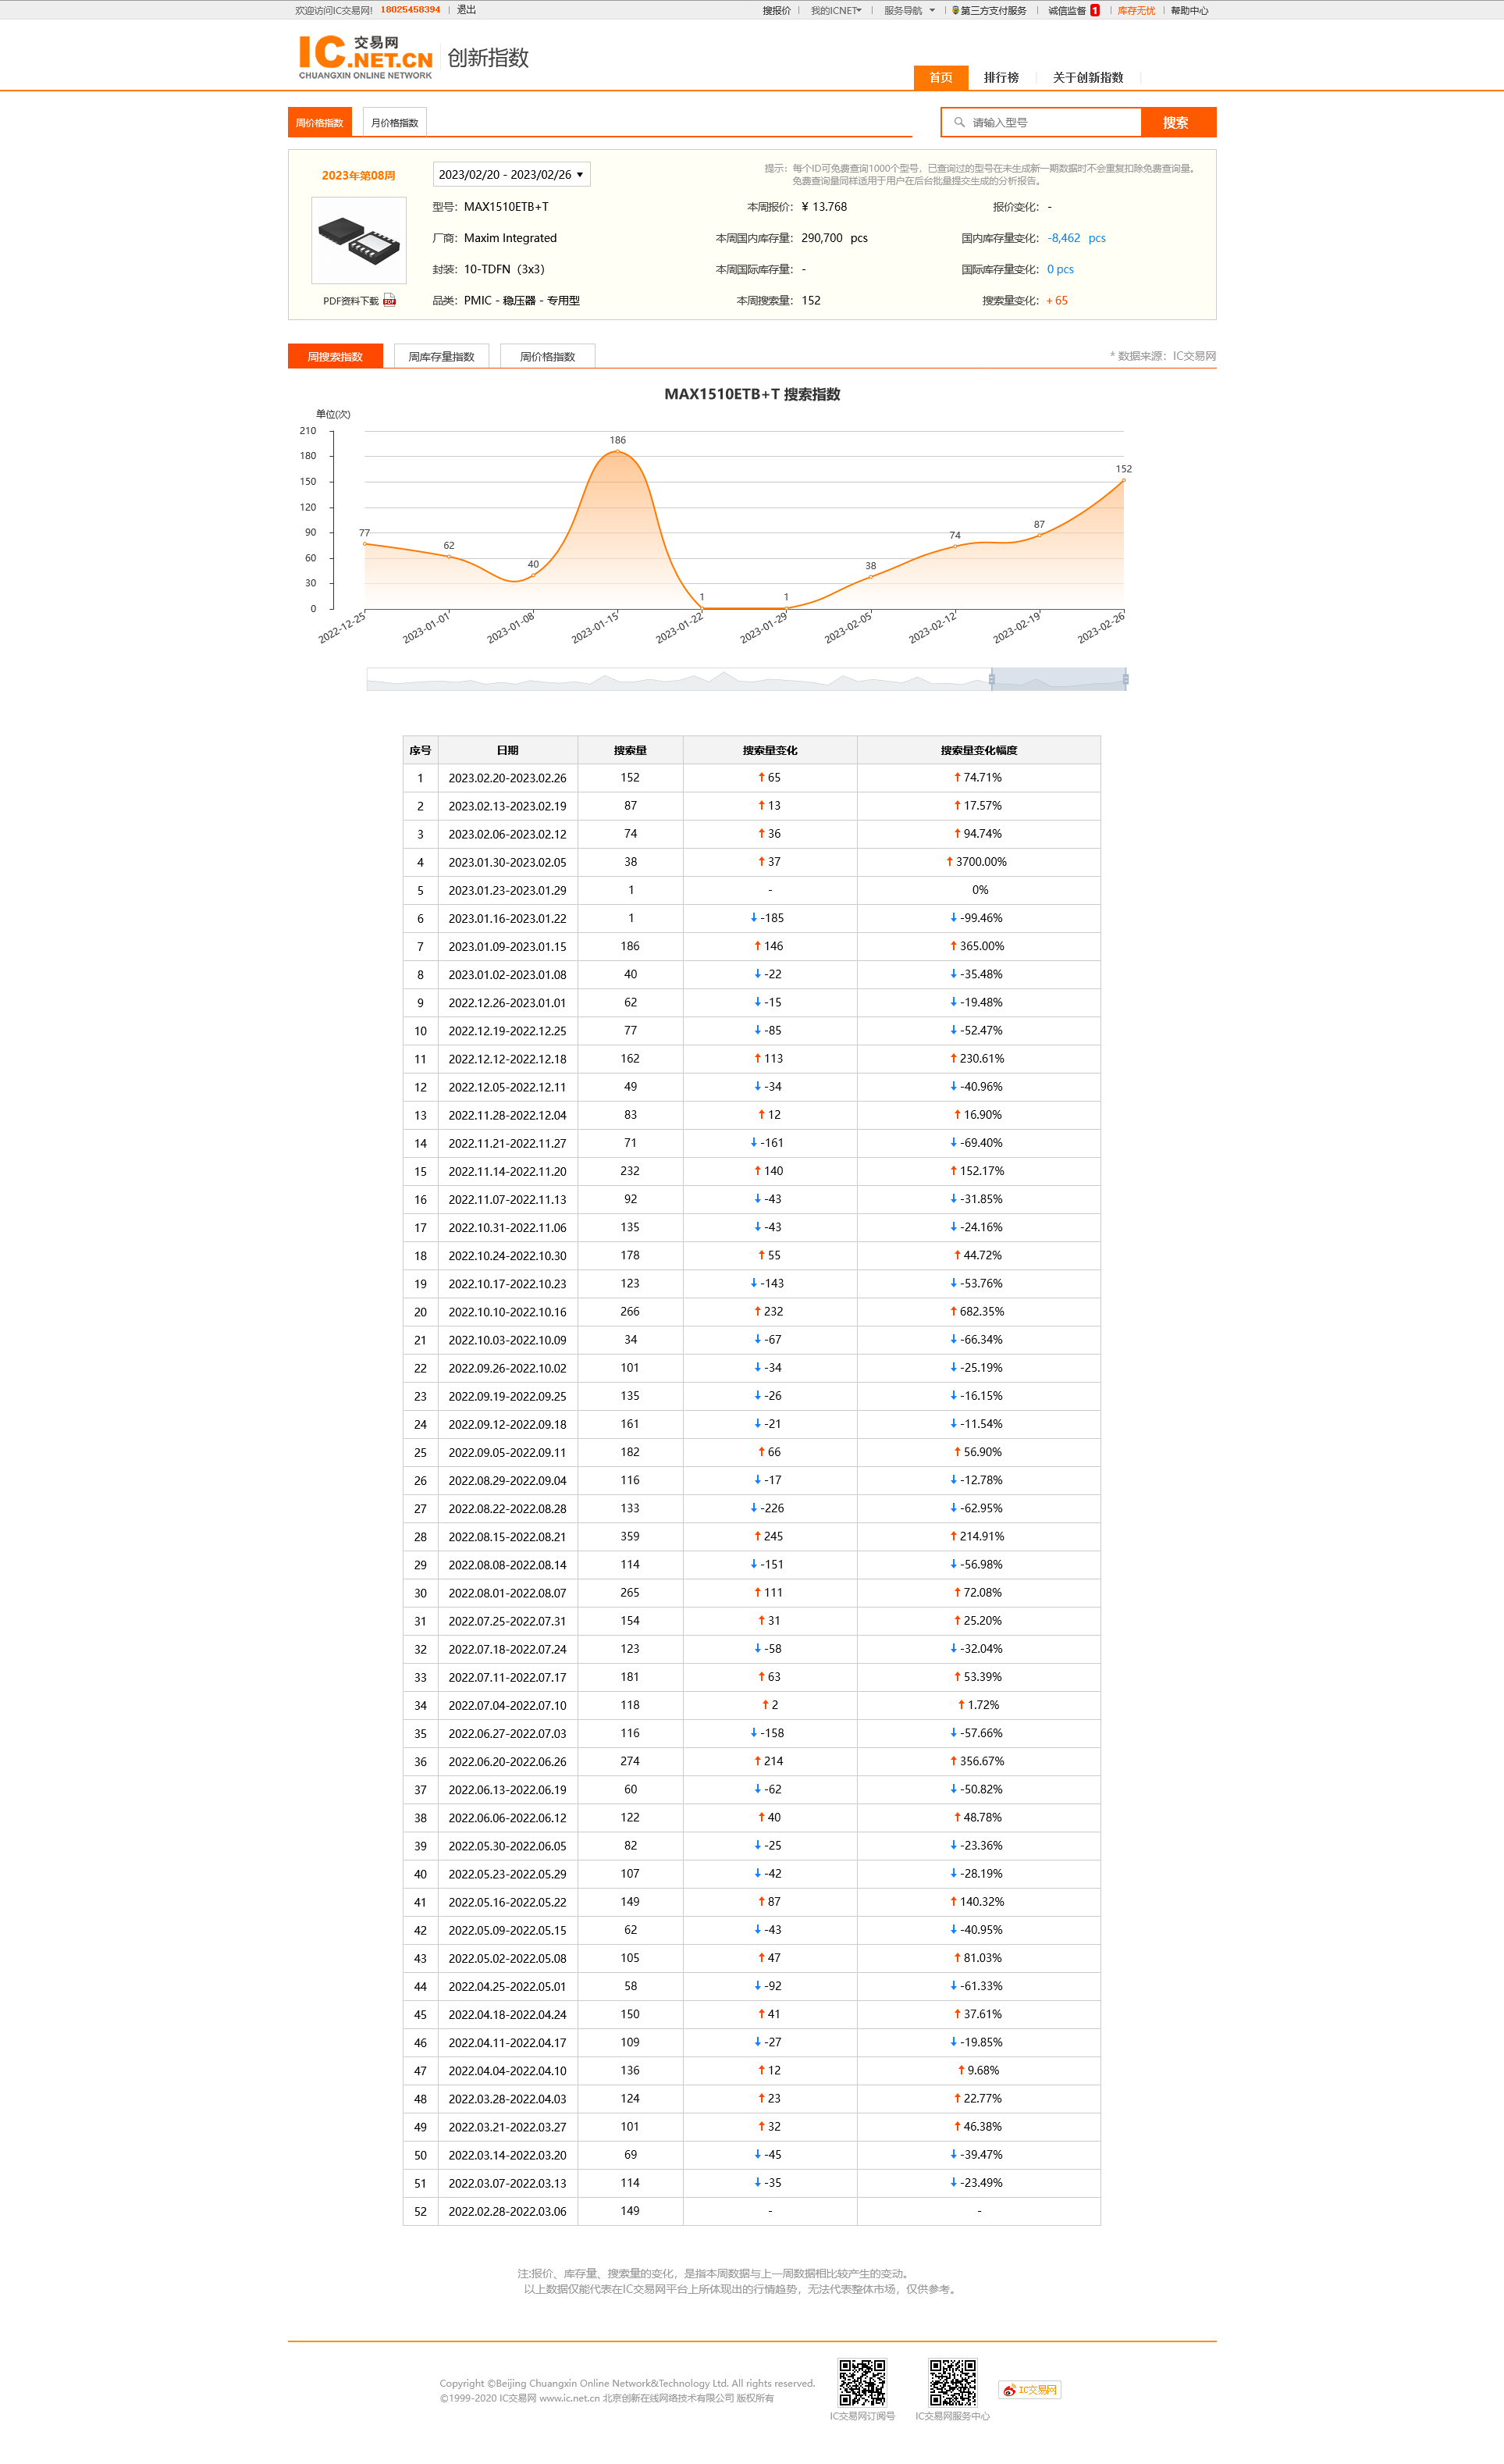 欢迎访问IC交易网! 18025458394 | 退出 搜报价 | 我的ICNET | 服务导航 | 第三方支付服务 | 诚信监督 1 | 库存无忧 | 帮助中心
IC 交易网 .NET.CN 创新指数
CHUANGXIN ONLINE NETWORK
首页 排行榜 关于创新指数
周价格指数 月价格指数 请输入型号 搜索
2023年第08周 2023/02/20 - 2023/02/26
提示：每个ID可免费查询1000个型号，已查询过的型号在未生成新一期数据时不会重复扣除免费查询量。
免费查询量同样适用于用户在后台批量提交生成的分析报告。
型号：MAX1510ETB+T 本周报价：¥ 13.768 报价变化：-
厂商：Maxim Integrated 本周国内库存量：290,700 pcs 国内库存量变化：-8,462 pcs
封装：10-TDFN（3x3） 本周国际库存量：- 国际库存量变化：0 pcs
PDF资料下载 品类：PMIC - 稳压器 - 专用型 本周搜索量：152 搜索量变化：+ 65
周搜索指数 周库存量指数 周价格指数 * 数据来源：IC交易网
MAX1510ETB+T 搜索指数
单位(次)
210
180
150
120
90
60
30
0
77 62 40 186 1 1 38 74 87 152
2022-12-25 2023-01-01 2023-01-08 2023-01-15 2023-01-22 2023-01-29 2023-02-05 2023-02-12 2023-02-19 2023-02-26
序号 日期 搜索量 搜索量变化 搜索量变化幅度
1 2023.02.20-2023.02.26 152 ↑ 65 ↑ 74.71%
2 2023.02.13-2023.02.19 87 ↑ 13 ↑ 17.57%
3 2023.02.06-2023.02.12 74 ↑ 36 ↑ 94.74%
4 2023.01.30-2023.02.05 38 ↑ 37 ↑ 3700.00%
5 2023.01.23-2023.01.29 1 - 0%
6 2023.01.16-2023.01.22 1 ↓ -185 ↓ -99.46%
7 2023.01.09-2023.01.15 186 ↑ 146 ↑ 365.00%
8 2023.01.02-2023.01.08 40 ↓ -22 ↓ -35.48%
9 2022.12.26-2023.01.01 62 ↓ -15 ↓ -19.48%
10 2022.12.19-2022.12.25 77 ↓ -85 ↓ -52.47%
11 2022.12.12-2022.12.18 162 ↑ 113 ↑ 230.61%
12 2022.12.05-2022.12.11 49 ↓ -34 ↓ -40.96%
13 2022.11.28-2022.12.04 83 ↑ 12 ↑ 16.90%
14 2022.11.21-2022.11.27 71 ↓ -161 ↓ -69.40%
15 2022.11.14-2022.11.20 232 ↑ 140 ↑ 152.17%
16 2022.11.07-2022.11.13 92 ↓ -43 ↓ -31.85%
17 2022.10.31-2022.11.06 135 ↓ -43 ↓ -24.16%
18 2022.10.24-2022.10.30 178 ↑ 55 ↑ 44.72%
19 2022.10.17-2022.10.23 123 ↓ -143 ↓ -53.76%
20 2022.10.10-2022.10.16 266 ↑ 232 ↑ 682.35%
21 2022.10.03-2022.10.09 34 ↓ -67 ↓ -66.34%
22 2022.09.26-2022.10.02 101 ↓ -34 ↓ -25.19%
23 2022.09.19-2022.09.25 135 ↓ -26 ↓ -16.15%
24 2022.09.12-2022.09.18 161 ↓ -21 ↓ -11.54%
25 2022.09.05-2022.09.11 182 ↑ 66 ↑ 56.90%
26 2022.08.29-2022.09.04 116 ↓ -17 ↓ -12.78%
27 2022.08.22-2022.08.28 133 ↓ -226 ↓ -62.95%
28 2022.08.15-2022.08.21 359 ↑ 245 ↑ 214.91%
29 2022.08.08-2022.08.14 114 ↓ -151 ↓ -56.98%
30 2022.08.01-2022.08.07 265 ↑ 111 ↑ 72.08%
31 2022.07.25-2022.07.31 154 ↑ 31 ↑ 25.20%
32 2022.07.18-2022.07.24 123 ↓ -58 ↓ -32.04%
33 2022.07.11-2022.07.17 181 ↑ 63 ↑ 53.39%
34 2022.07.04-2022.07.10 118 ↑ 2 ↑ 1.72%
35 2022.06.27-2022.07.03 116 ↓ -158 ↓ -57.66%
36 2022.06.20-2022.06.26 274 ↑ 214 ↑ 356.67%
37 2022.06.13-2022.06.19 60 ↓ -62 ↓ -50.82%
38 2022.06.06-2022.06.12 122 ↑ 40 ↑ 48.78%
39 2022.05.30-2022.06.05 82 ↓ -25 ↓ -23.36%
40 2022.05.23-2022.05.29 107 ↓ -42 ↓ -28.19%
41 2022.05.16-2022.05.22 149 ↑ 87 ↑ 140.32%
42 2022.05.09-2022.05.15 62 ↓ -43 ↓ -40.95%
43 2022.05.02-2022.05.08 105 ↑ 47 ↑ 81.03%
44 2022.04.25-2022.05.01 58 ↓ -92 ↓ -61.33%
45 2022.04.18-2022.04.24 150 ↑ 41 ↑ 37.61%
46 2022.04.11-2022.04.17 109 ↓ -27 ↓ -19.85%
47 2022.04.04-2022.04.10 136 ↑ 12 ↑ 9.68%
48 2022.03.28-2022.04.03 124 ↑ 23 ↑ 22.77%
49 2022.03.21-2022.03.27 101 ↑ 32 ↑ 46.38%
50 2022.03.14-2022.03.20 69 ↓ -45 ↓ -39.47%
51 2022.03.07-2022.03.13 114 ↓ -35 ↓ -23.49%
52 2022.02.28-2022.03.06 149 - -
注:报价、库存量、搜索量的变化，是指本周数据与上一周数据相比较产生的变动。
以上数据仅能代表在IC交易网平台上所体现出的行情趋势，无法代表整体市场，仅供参考。
Copyright ©Beijing Chuangxin Online Network&Technology Ltd. All rights reserved.
©1999-2020 IC交易网 www.ic.net.cn 北京创新在线网络技术有限公司 版权所有
IC交易网订阅号 IC交易网服务中心 IC交易网